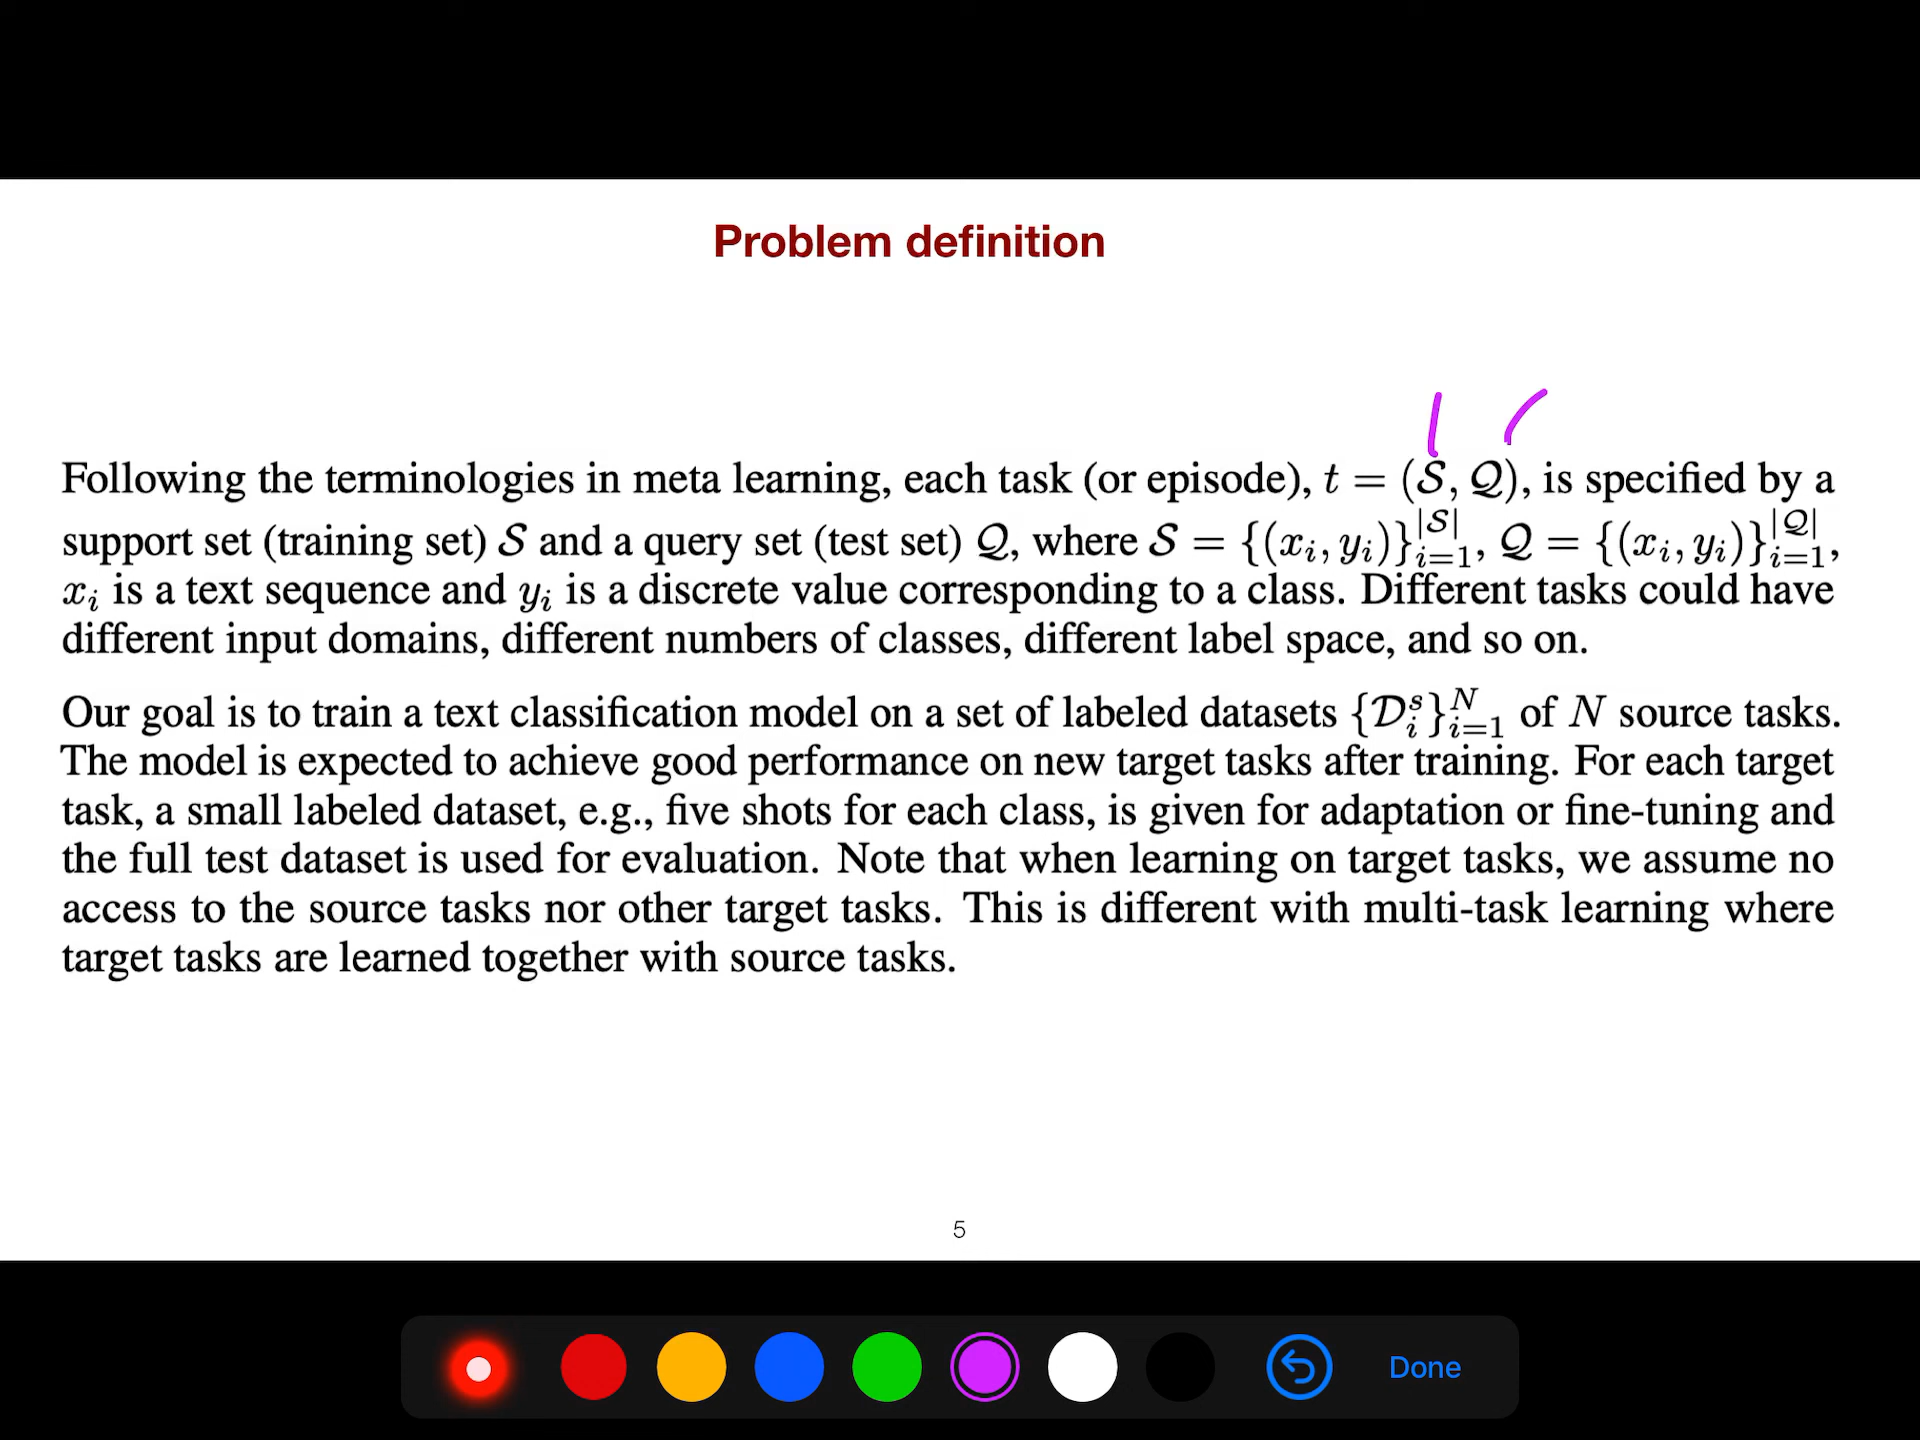 Problem definition
Following the terminologies in meta learning, each task (or episode), t = (𝒮, 𝒬), is specified by a
support set (training set) 𝒮 and a query set (test set) 𝒬, where 𝒮 = {(xᵢ, yᵢ)}_{i=1}^{|𝒮|}, 𝒬 = {(xᵢ, yᵢ)}_{i=1}^{|𝒬|},
xᵢ is a text sequence and yᵢ is a discrete value corresponding to a class. Different tasks could have
different input domains, different numbers of classes, different label space, and so on.
Our goal is to train a text classification model on a set of labeled datasets {𝒟_i^s}_{i=1}^N of N source tasks.
The model is expected to achieve good performance on new target tasks after training. For each target
task, a small labeled dataset, e.g., five shots for each class, is given for adaptation or fine-tuning and
the full test dataset is used for evaluation. Note that when learning on target tasks, we assume no
access to the source tasks nor other target tasks. This is different with multi-task learning where
target tasks are learned together with source tasks.
5
Done